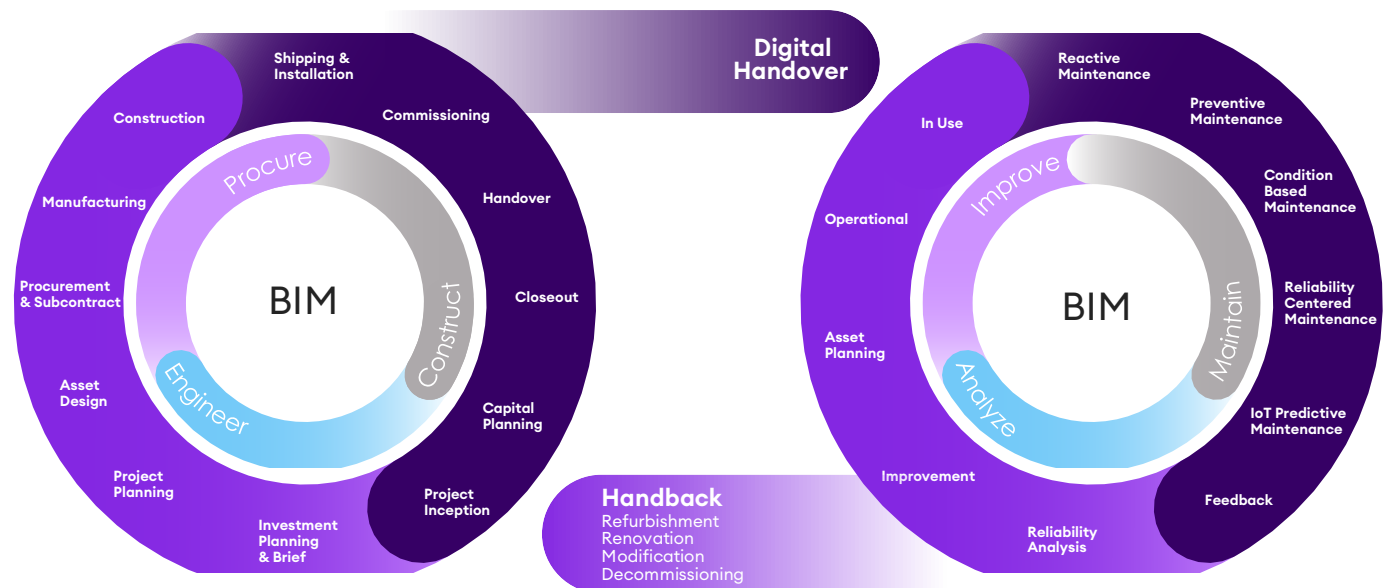 Digital
Handover
Shipping &
Installation
Commissioning
Handover
Closeout
Capital
Planning
Project
Inception
Investment
Planning
& Brief
Project
Planning
Asset
Design
Procurement
& Subcontract
Manufacturing
Construction
Procure
Construct
Engineer
BIM
Handback
Refurbishment
Renovation
Modification
Decommissioning
Reactive
Maintenance
Preventive
Maintenance
Condition
Based
Maintenance
Reliability
Centered
Maintenance
IoT Predictive
Maintenance
Feedback
Reliability
Analysis
Improvement
Asset
Planning
Operational
In Use
Improve
Maintain
Analyze
BIM